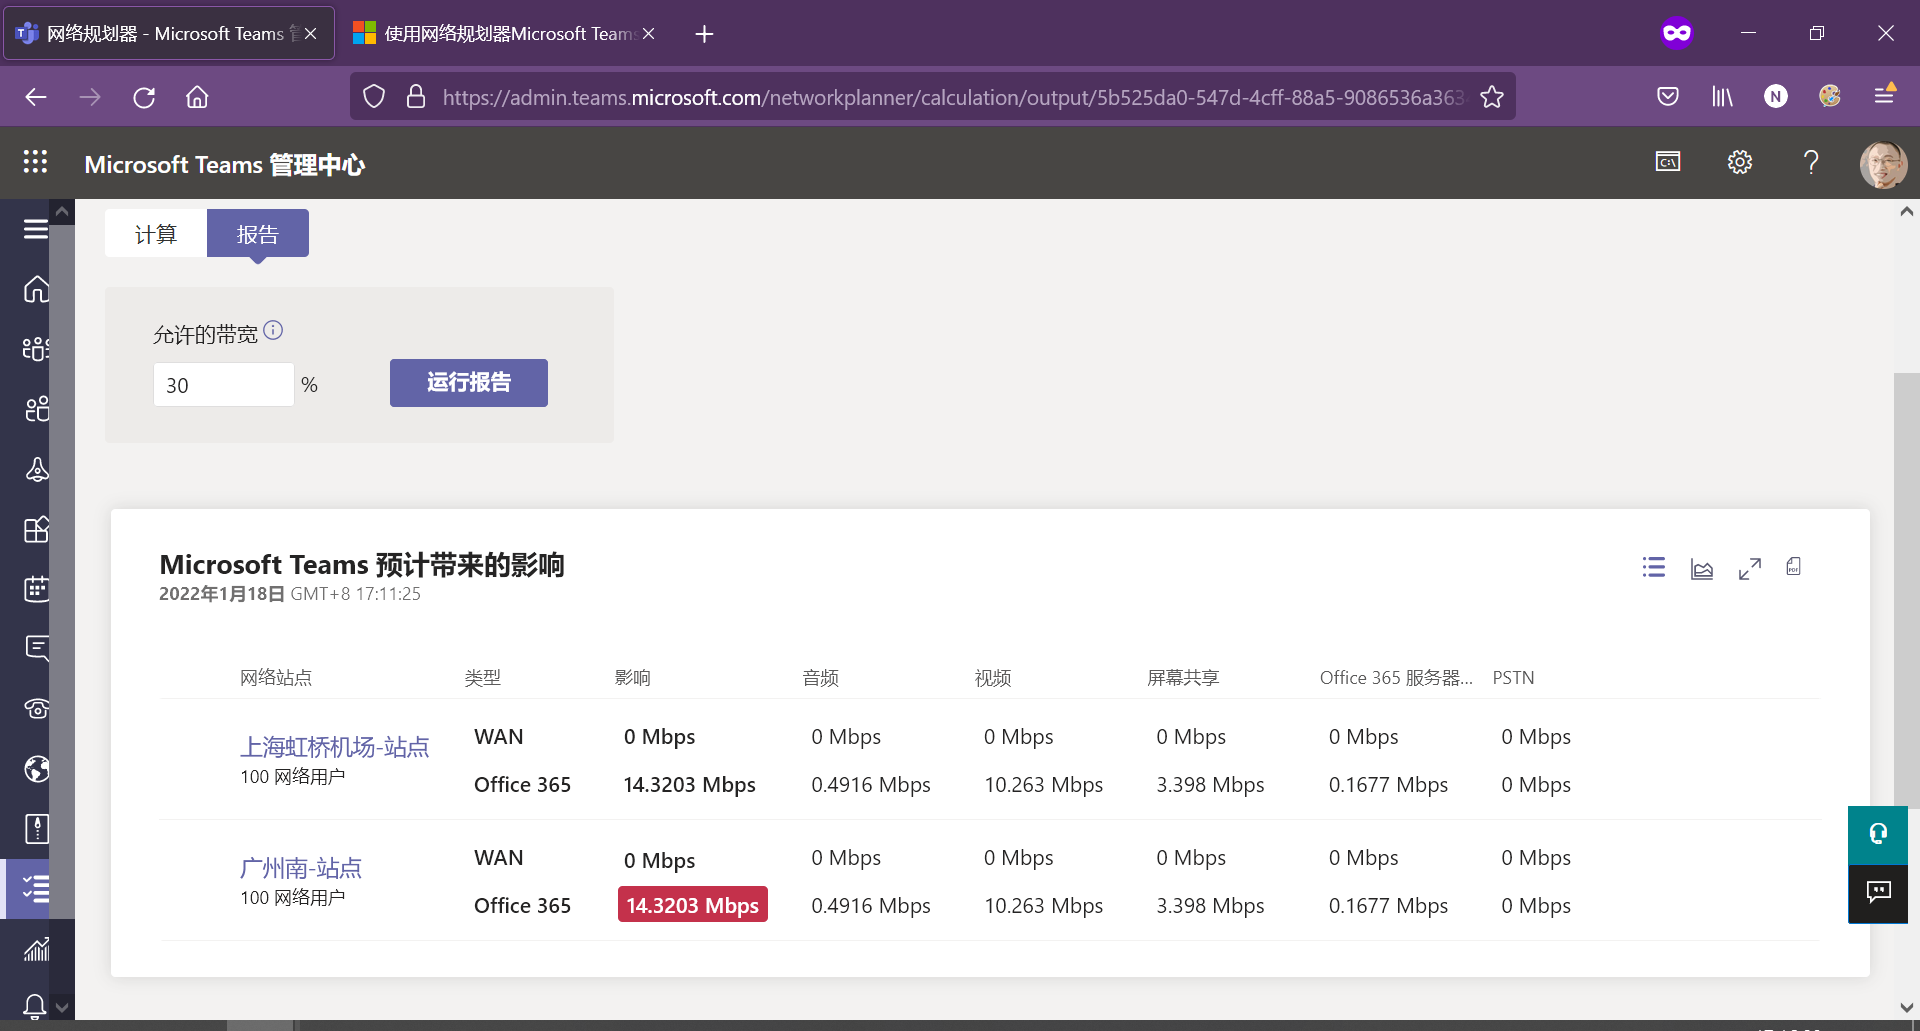 网络规划器 - Microsoft Teams 管
使用网络规划器Microsoft Teams
https://admin.teams.microsoft.com/networkplanner/calculation/output/5b525da0-547d-4cff-88a5-9086536a363
N
Microsoft Teams 管理中心
C:\
计算
报告
允许的带宽
30 %
运行报告
Microsoft Teams 预计带来的影响
2022年1月18日 GMT+8 17:11:25
PDF
网络站点 类型 影响 音频 视频 屏幕共享 Office 365 服务器... PSTN
上海虹桥机场-站点
100 网络用户
WAN 0 Mbps 0 Mbps 0 Mbps 0 Mbps 0 Mbps 0 Mbps
Office 365 14.3203 Mbps 0.4916 Mbps 10.263 Mbps 3.398 Mbps 0.1677 Mbps 0 Mbps
广州南-站点
100 网络用户
WAN 0 Mbps 0 Mbps 0 Mbps 0 Mbps 0 Mbps 0 Mbps
Office 365 14.3203 Mbps 0.4916 Mbps 10.263 Mbps 3.398 Mbps 0.1677 Mbps 0 Mbps